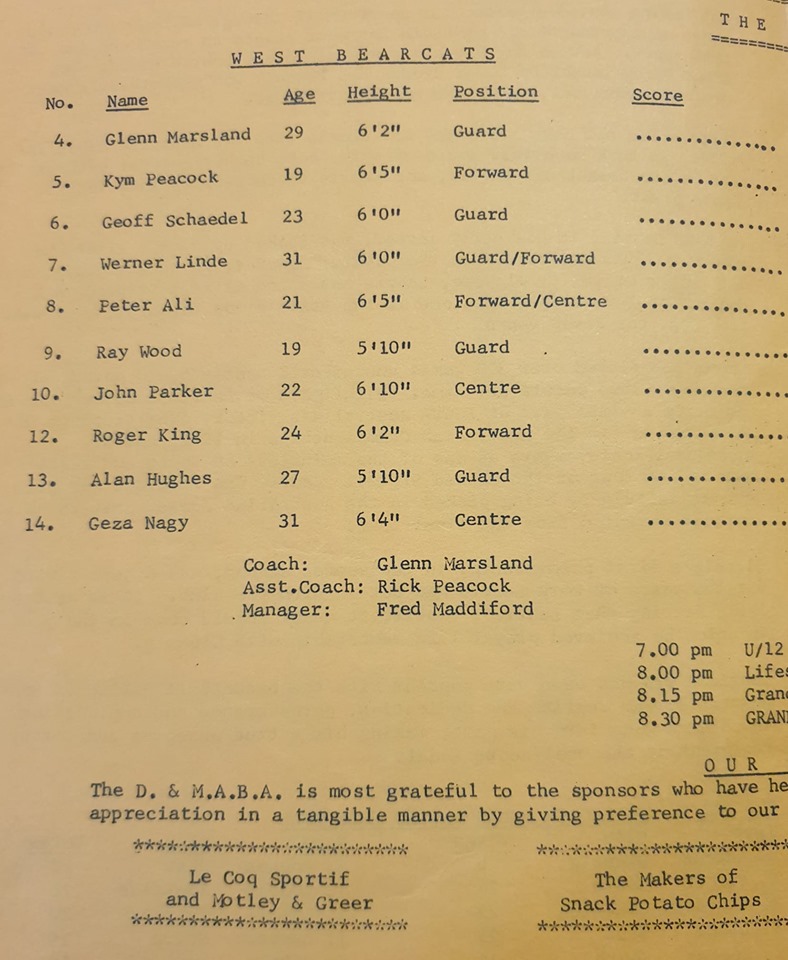 T H E
W E S T   B E A R C A T S
No. Name Age Height Position Score
4. Glenn Marsland 29 6'2" Guard ..............
5. Kym Peacock 19 6'5" Forward ..............
6. Geoff Schaedel 23 6'0" Guard ..............
7. Werner Linde 31 6'0" Guard/Forward ..............
8. Peter Ali 21 6'5" Forward/Centre ..............
9. Ray Wood 19 5'10" Guard ..............
10. John Parker 22 6'10" Centre ..............
12. Roger King 24 6'2" Forward ..............
13. Alan Hughes 27 5'10" Guard ..............
14. Geza Nagy 31 6'4" Centre ..............
Coach: Glenn Marsland
Asst.Coach: Rick Peacock
Manager: Fred Maddiford
7.00 pm U/12
8.00 pm Lifes
8.15 pm Gran
8.30 pm GRAN
O U R
The D. & M.A.B.A. is most grateful to the sponsors who have he
appreciation in a tangible manner by giving preference to our
Le Coq Sportif
and Motley & Greer
The Makers of
Snack Potato Chips